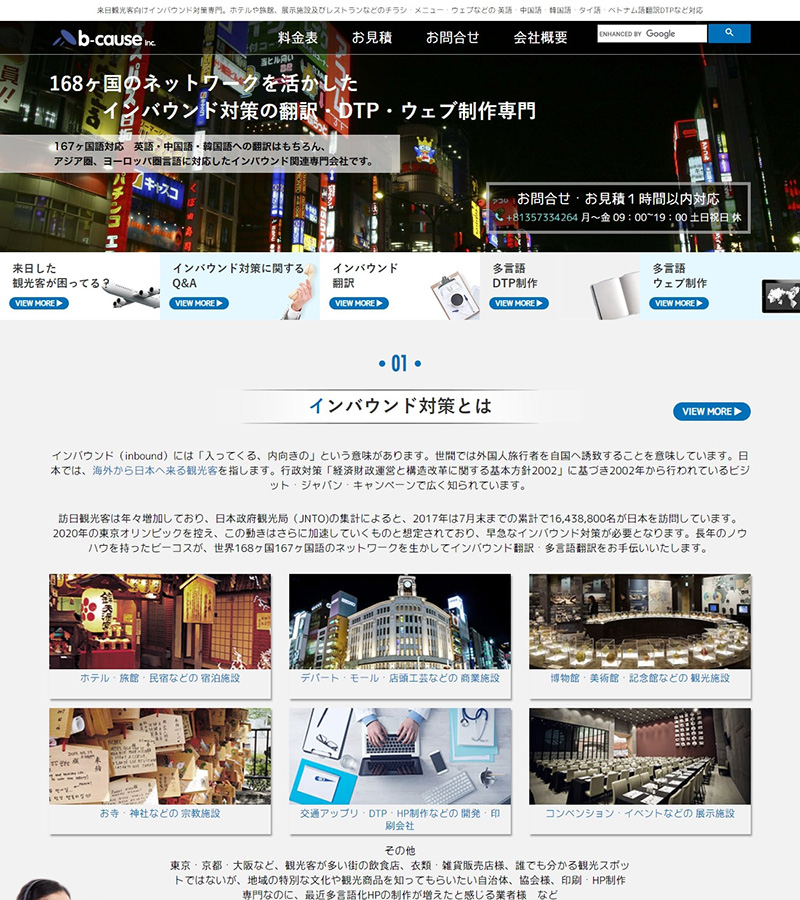 来日観光客向けインバウンド対策専門。ホテルや旅館、展示施設及びレストランなどのチラシ・メニュー・ウェブなどの 英語・中国語・韓国語・タイ語・ベトナム語翻訳DTPなど対応
b-cause Inc.
料金表 お見積 お問合せ 会社概要
ENHANCED BY Google
168ヶ国のネットワークを活かした
インバウンド対策の翻訳・DTP・ウェブ制作専門
167ヶ国語対応 英語・中国語・韓国語への翻訳はもちろん、
アジア圏、ヨーロッパ圏言語に対応したインバウンド関連専門会社です。
キャスコ
お問合せ・お見積１時間以内対応
+81357334264 月～金 09：00~19：00 土日祝日 休
来日した
観光客が困ってる？
VIEW MORE
インバウンド対策に関する
Q&A
VIEW MORE
インバウンド
翻訳
VIEW MORE
多言語
DTP制作
VIEW MORE
多言語
ウェブ制作
VIEW MORE
• 01 •
インバウンド対策とは
VIEW MORE
インバウンド（inbound）には「入ってくる、内向きの」という意味があります。世間では外国人旅行者を自国へ誘致することを意味しています。日
本では、海外から日本へ来る観光客を指します。行政対策「経済財政運営と構造改革に関する基本方針2002」に基づき2002年から行われているビジ
ット・ジャパン・キャンペーンで広く知られています。
訪日観光客は年々増加しており、日本政府観光局（JNTO)の集計によると、2017年は7月末までの累計で16,438,800名が日本を訪問しています。
2020年の東京オリンピックを控え、この動きはさらに加速していくものと想定されており、早急なインバウンド対策が必要となります。長年のノウ
ハウを持ったビーコスが、世界168ヶ国167ヶ国語のネットワークを生かしてインバウンド翻訳・多言語翻訳をお手伝いいたします。
ホテル・旅館・民宿などの 宿泊施設
デパート・モール・店頭工芸などの 商業施設
博物館・美術館・記念館などの 観光施設
お寺・神社などの 宗教施設
交通アップリ・DTP・HP制作などの 開発・印
刷会社
コンベンション・イベントなどの 展示施設
その他
東京・京都・大阪など、観光客が多い街の飲食店、衣類・雑貨販売店様、誰でも分かる観光スポッ
トではないが、地域の特別な文化や観光商品を知ってもらいたい自治体、協会様、印刷・HP制作
専門なのに、最近多言語化HPの制作が増えたと感じる業者様 など